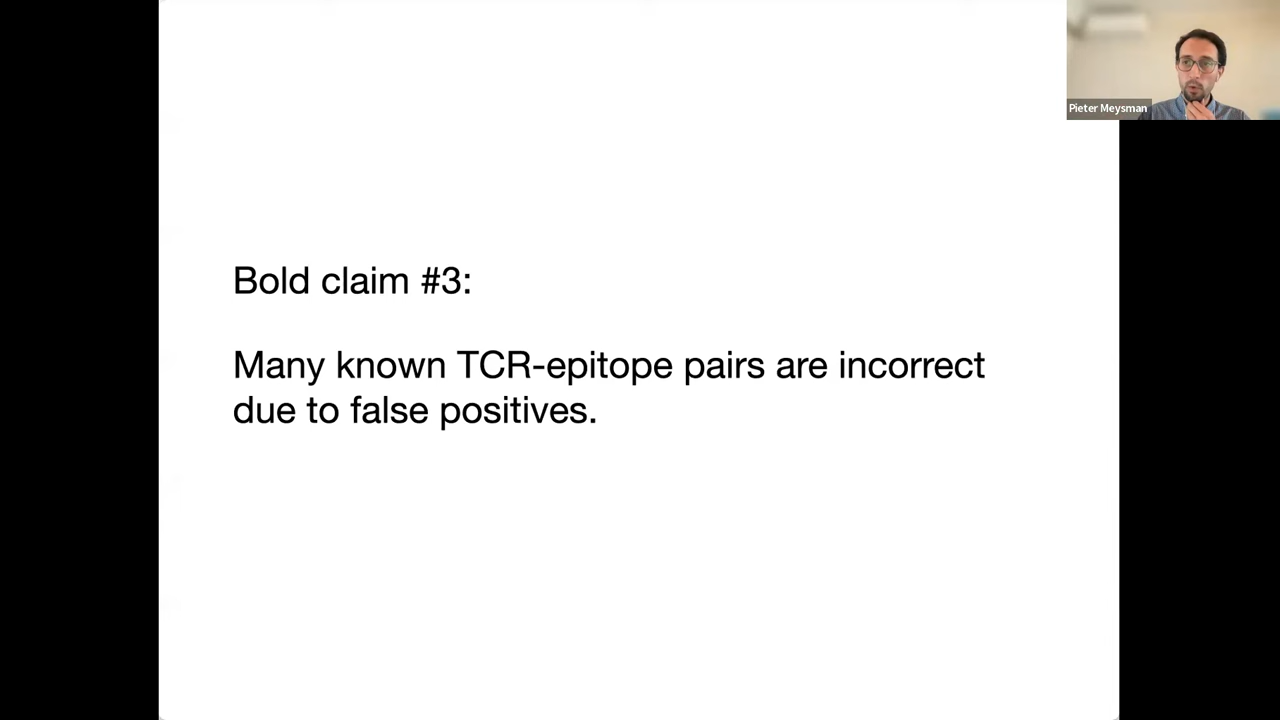 Pieter Meysman
Bold claim #3:
Many known TCR-epitope pairs are incorrect
due to false positives.